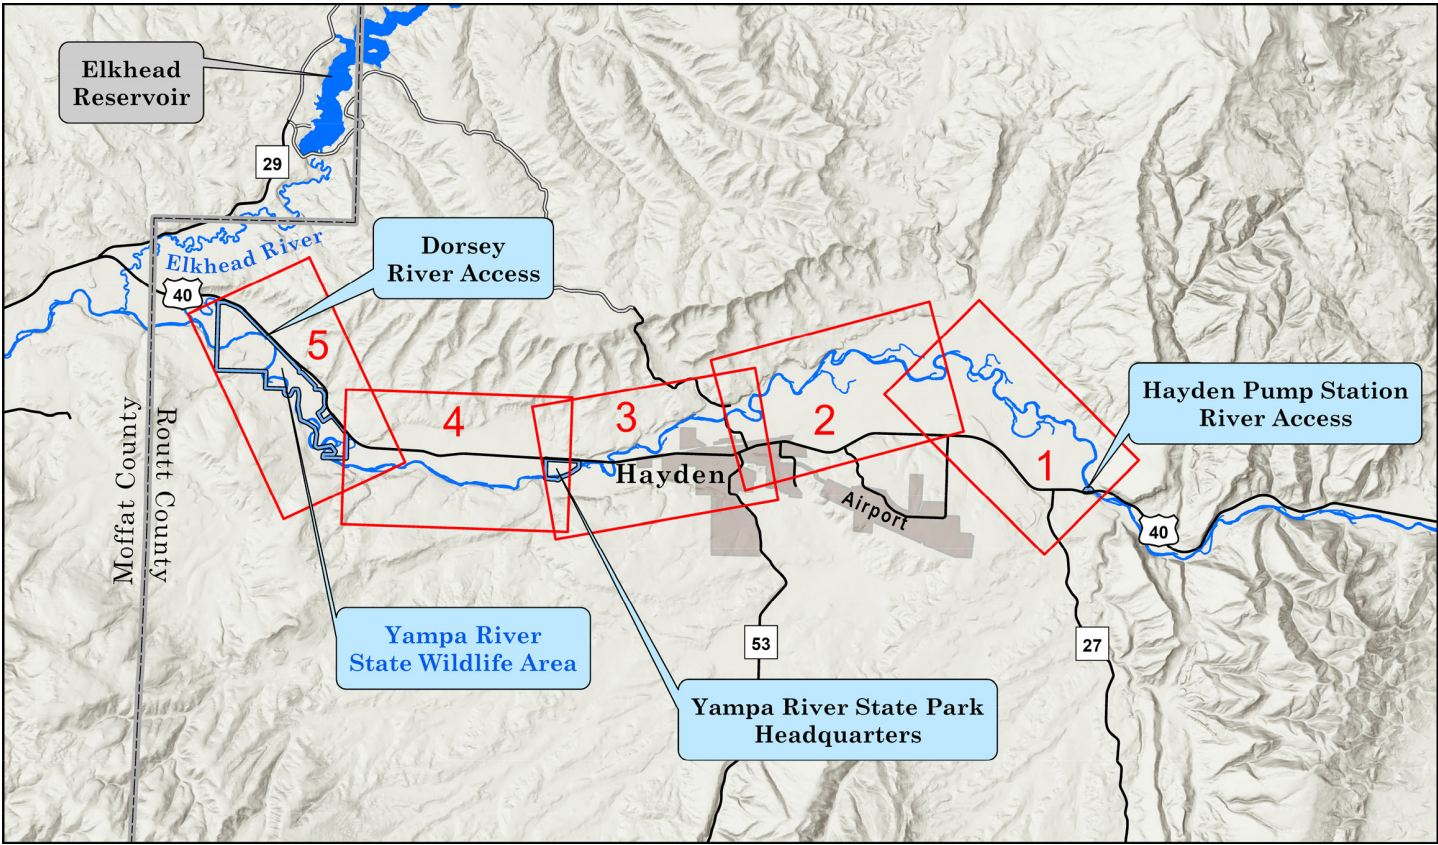 Elkhead
Reservoir
29
Elkhead River
Dorsey
River Access
40
5
4
3
2
1
Hayden Pump Station
River Access
Hayden
Airport
40
Moffat County
Routt County
Yampa River
State Wildlife Area
53
27
Yampa River State Park
Headquarters